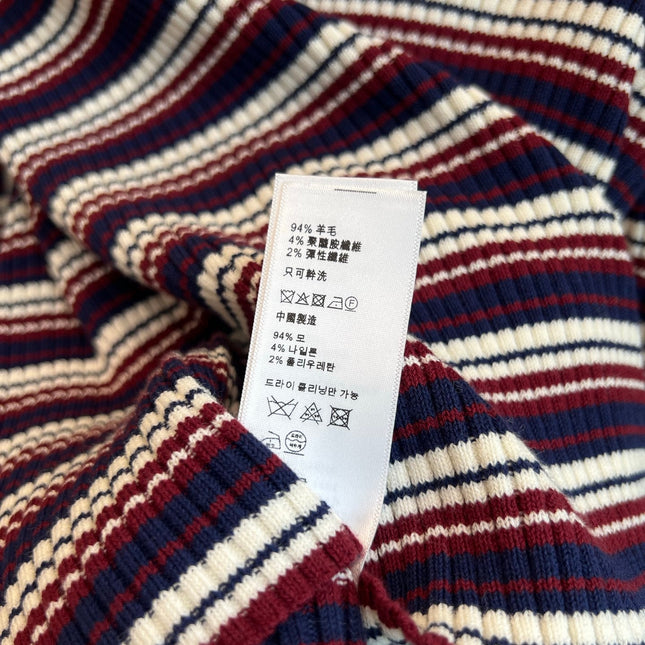 94% 羊毛
4% 聚醯胺纖維
2% 彈性纖維
只可幹洗
F
中國製造
94% 모
4% 나일론
2% 폴리우레탄
드라이 클리닝만 가능